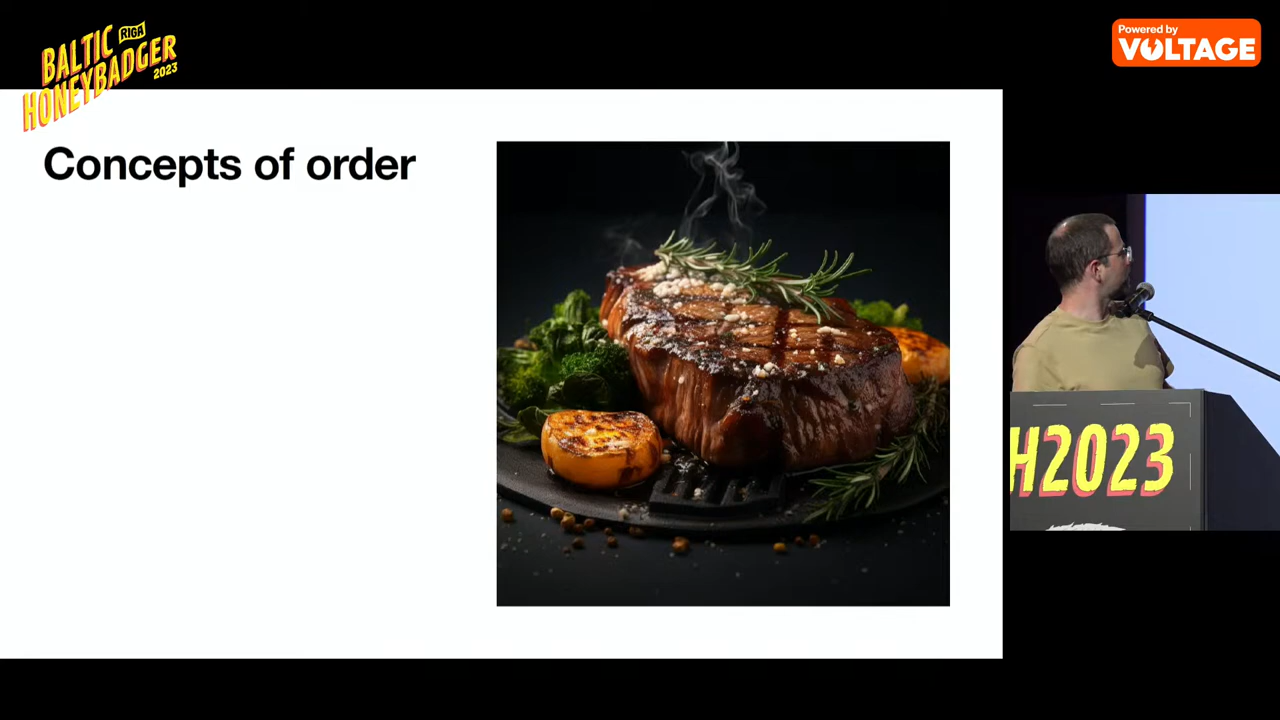 BALTIC
RIGA
HONEYBADGER
2023
Powered by
VOLTAGE
Concepts of order
H2023